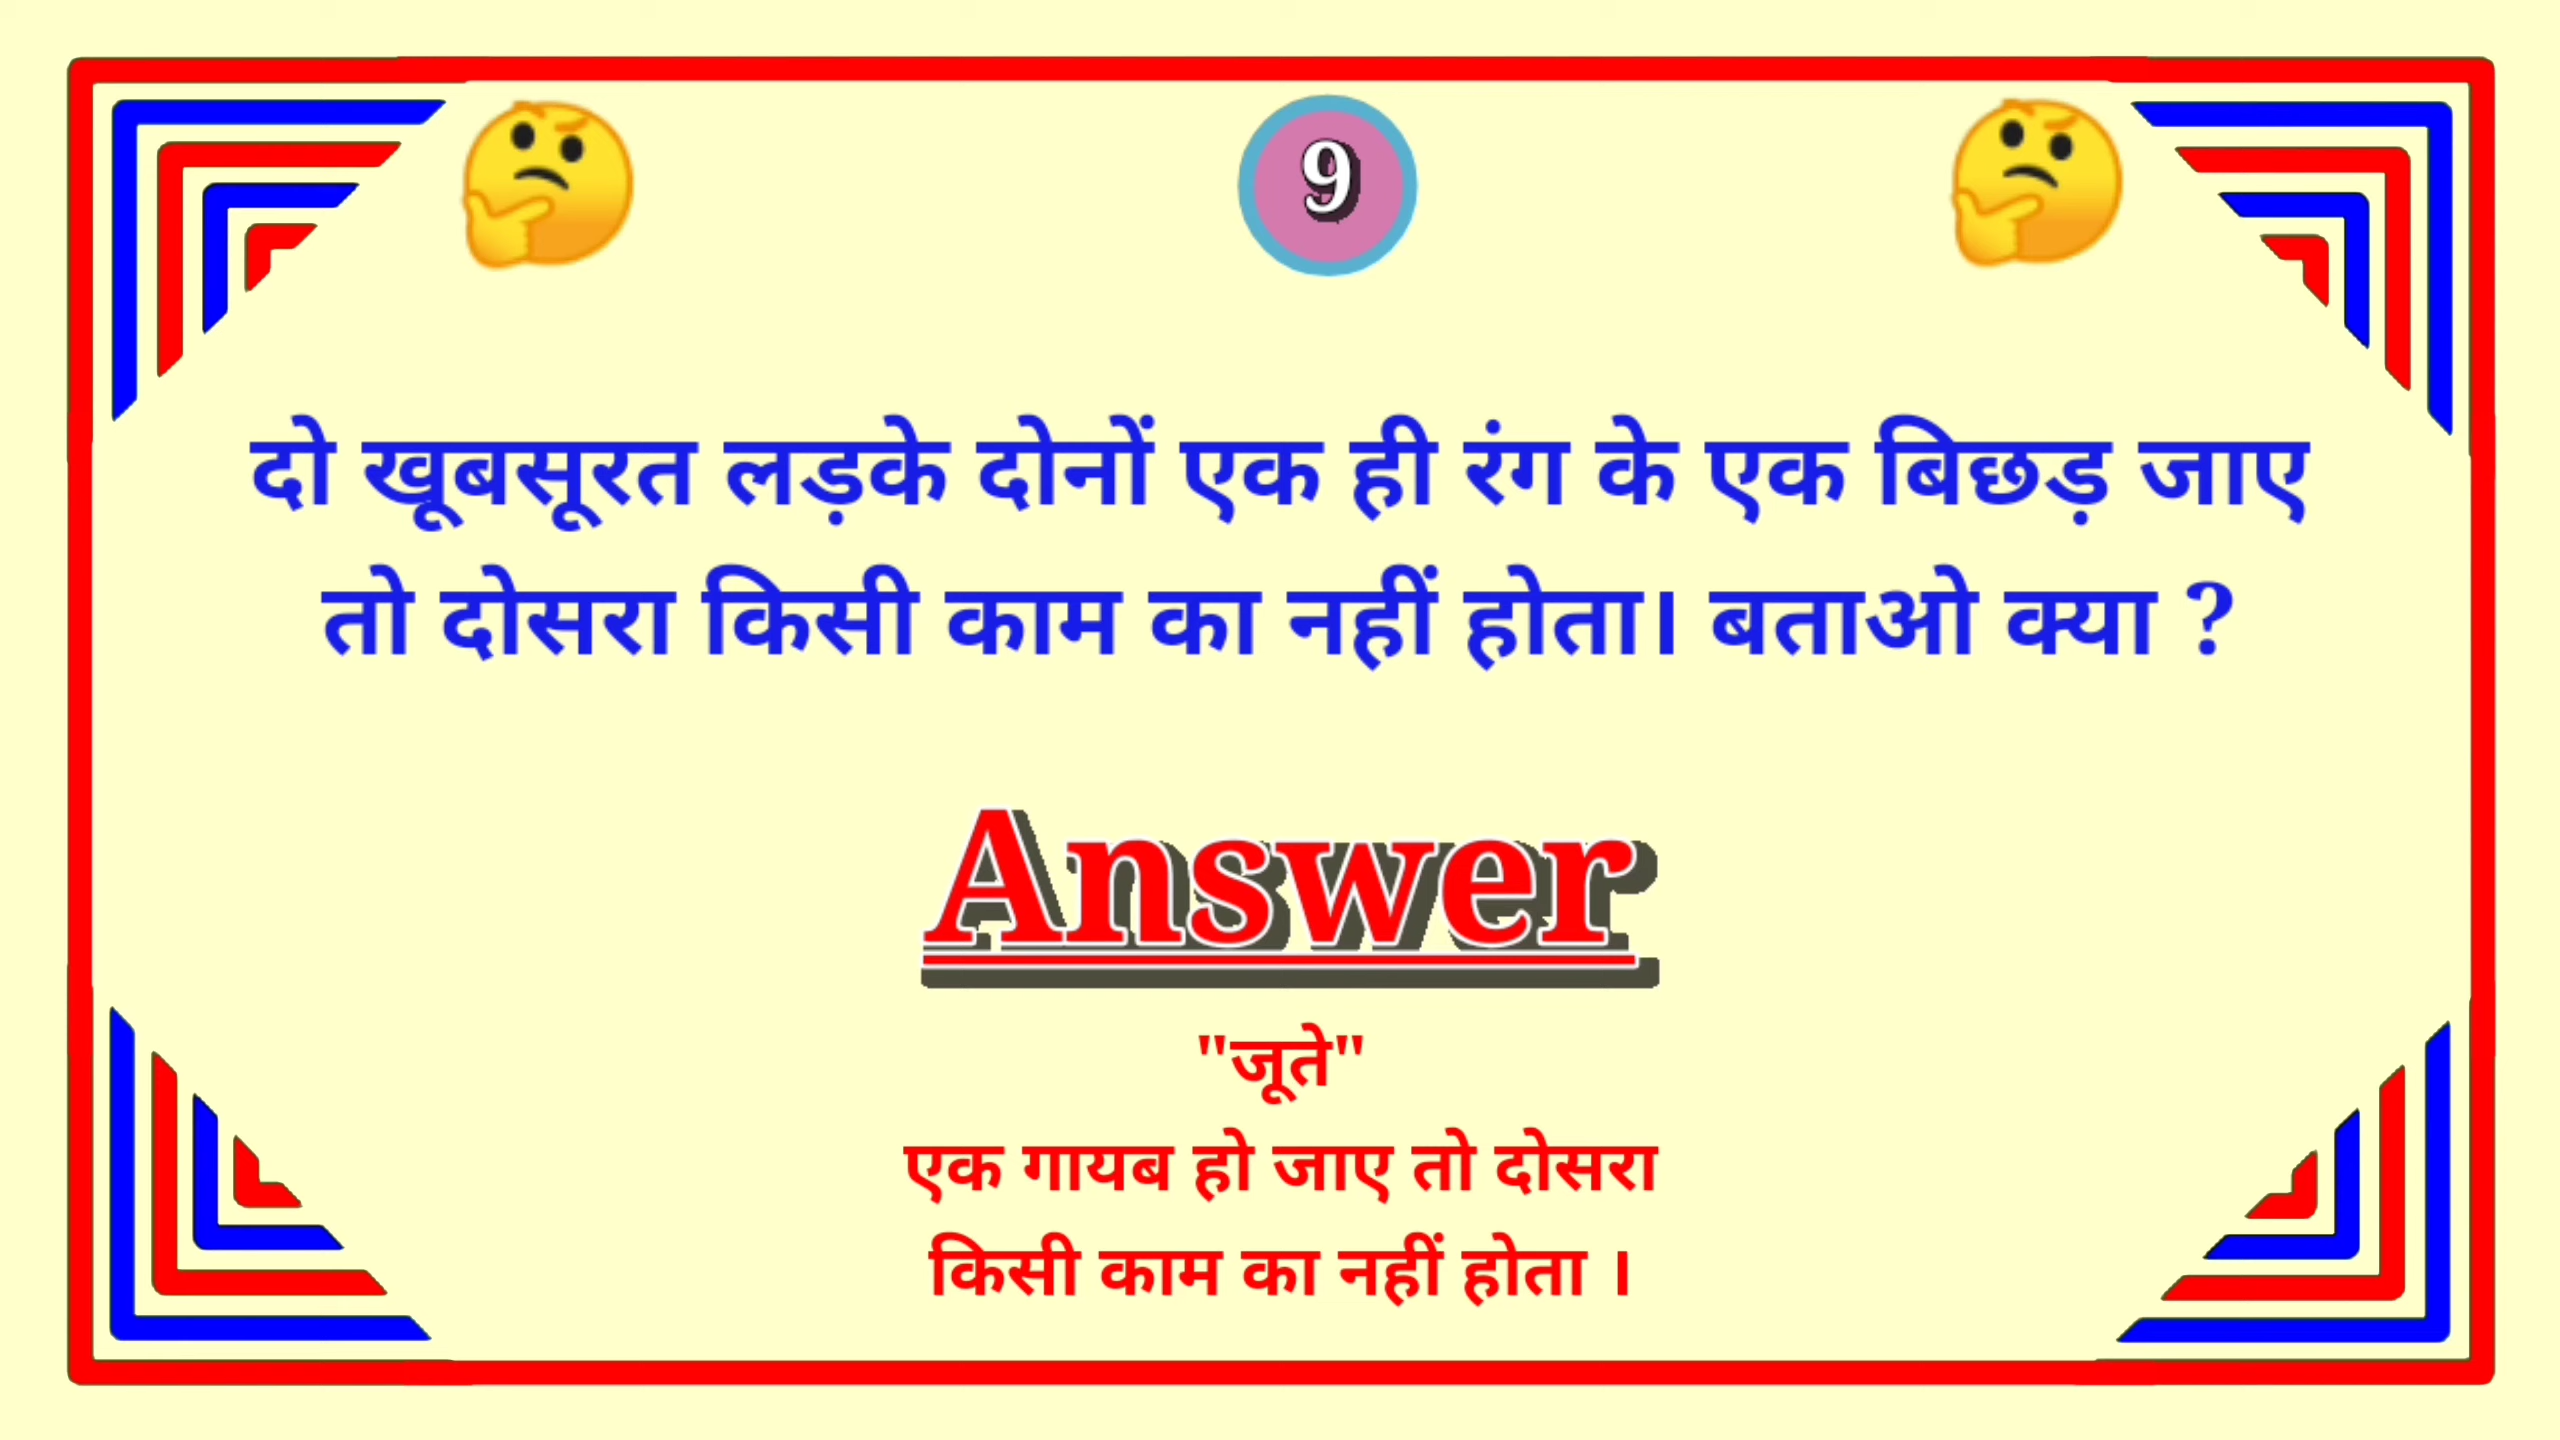 9
दो खूबसूरत लड़के दोनों एक ही रंग के एक बिछड़ जाए
तो दोसरा किसी काम का नहीं होता। बताओ क्या ?
Answer
"जूते"
एक गायब हो जाए तो दोसरा
किसी काम का नहीं होता ।